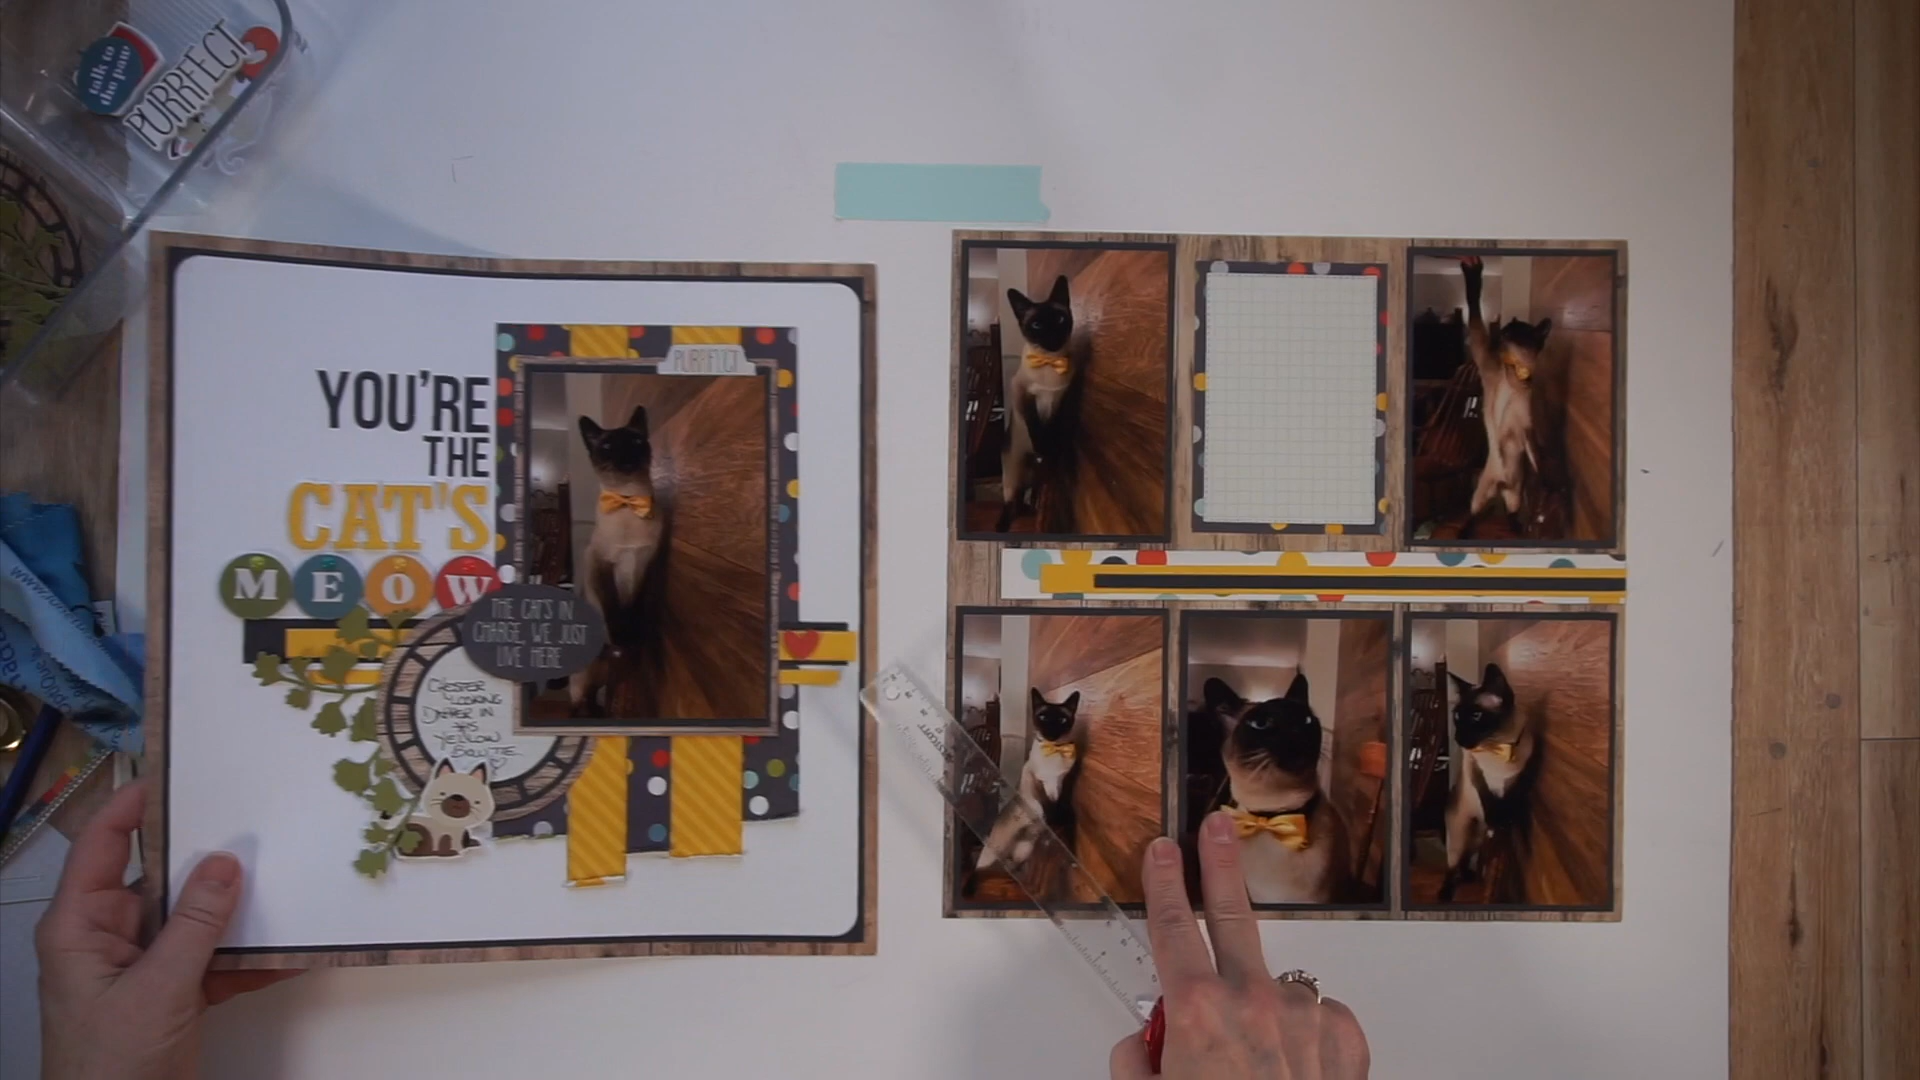 talk to
the paw
PURRFECT
YOU'RE
THE
CAT'S
MEOW
PURRFECT
THE CAT'S IN
CHARGE, WE JUST
LIVE HERE
CHESTER
LOOKING
DAPPER IN
HIS
YELLOW
BOWTIE
WESTCOTT